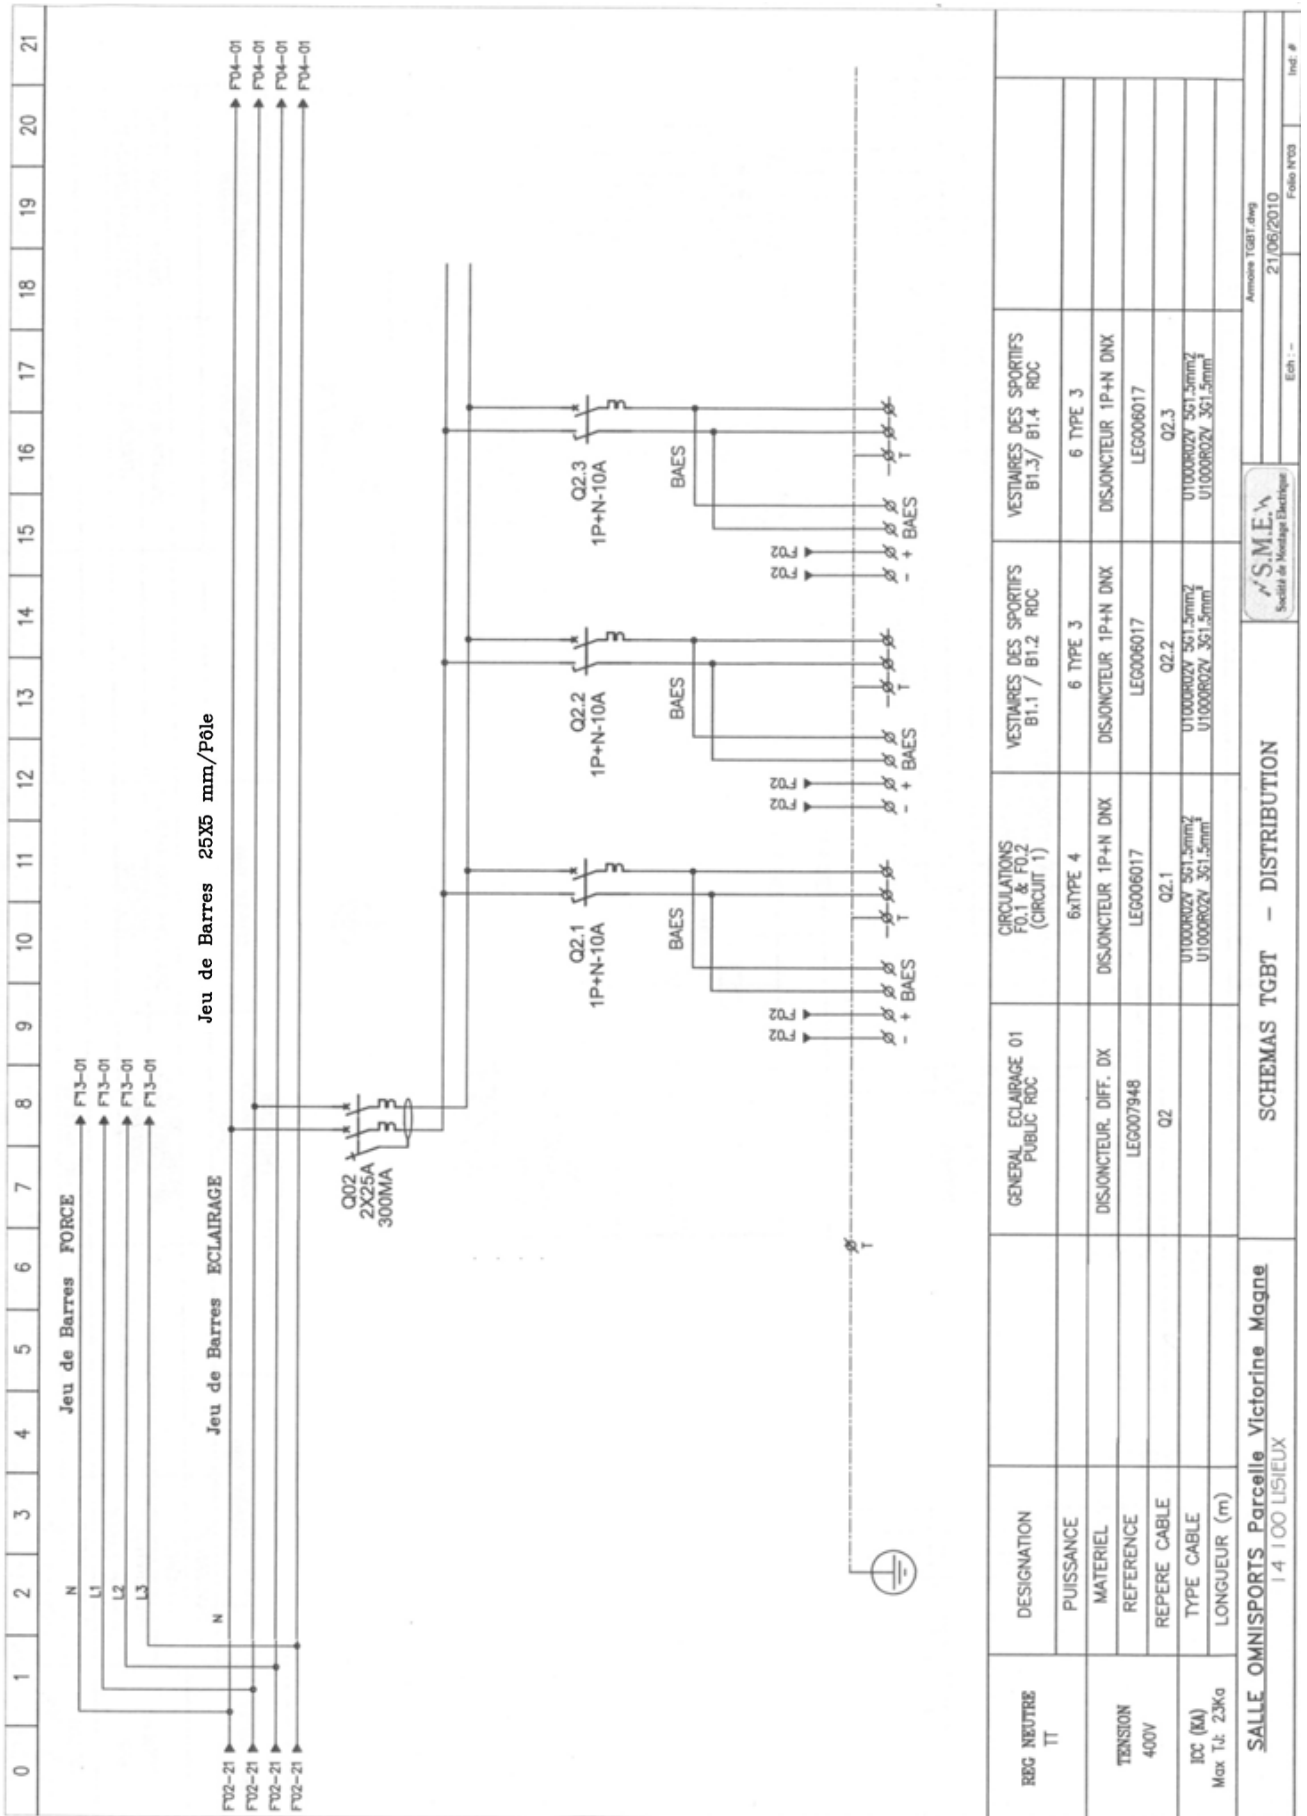 0 1 2 3 4 5 6 7 8 9 10 11 12 13 14 15 16 17 18 19 20 21
Jeu de Barres FORCE
N
L1
L2
L3
F13-01
F13-01
F13-01
F13-01
Jeu de Barres ECLAIRAGE
Jeu de Barres 25X5 mm/Pôle
N
F02-21
F02-21
F02-21
F02-21
F04-01
F04-01
F04-01
F04-01
Q02
2X25A
300MA
Q2.1
1P+N-10A
Q2.2
1P+N-10A
Q2.3
1P+N-10A
BAES
BAES
BAES
F02 F02
F02 F02
F02 F02
T
- + BAES T
- + BAES T
- + BAES T
REG NEUTRE
TT
TENSION
400V
ICC (KA)
Max TJ: 23Ka
DESIGNATION
GENERAL ECLAIRAGE 01
PUBLIC RDC
CIRCULATIONS
F0.1 & F0.2
(CIRCUIT 1)
VESTIAIRES DES SPORTIFS
B1.1 / B1.2 RDC
VESTIAIRES DES SPORTIFS
B1.3/ B1.4 RDC
PUISSANCE
6xTYPE 4
6 TYPE 3
6 TYPE 3
MATERIEL
DISJONCTEUR. DIFF. DX
DISJONCTEUR 1P+N DNX
DISJONCTEUR 1P+N DNX
DISJONCTEUR 1P+N DNX
REFERENCE
LEG007948
LEG006017
LEG006017
LEG006017
REPERE CABLE
Q2
Q2.1
Q2.2
Q2.3
TYPE CABLE
U1000R02V 5G1.5mm2
U1000R02V 3G1.5mm²
U1000R02V 5G1.5mm2
U1000R02V 3G1.5mm²
U1000R02V 5G1.5mm2
U1000R02V 3G1.5mm²
LONGUEUR (m)
SALLE OMNISPORTS Parcelle Victorine Magne
14 100 LISIEUX
SCHEMAS TGBT - DISTRIBUTION
S.M.E.
Société de Montage Electrique
Armoire TGBT.dwg
21/06/2010
Ech : -
Folio N°03
Ind: #